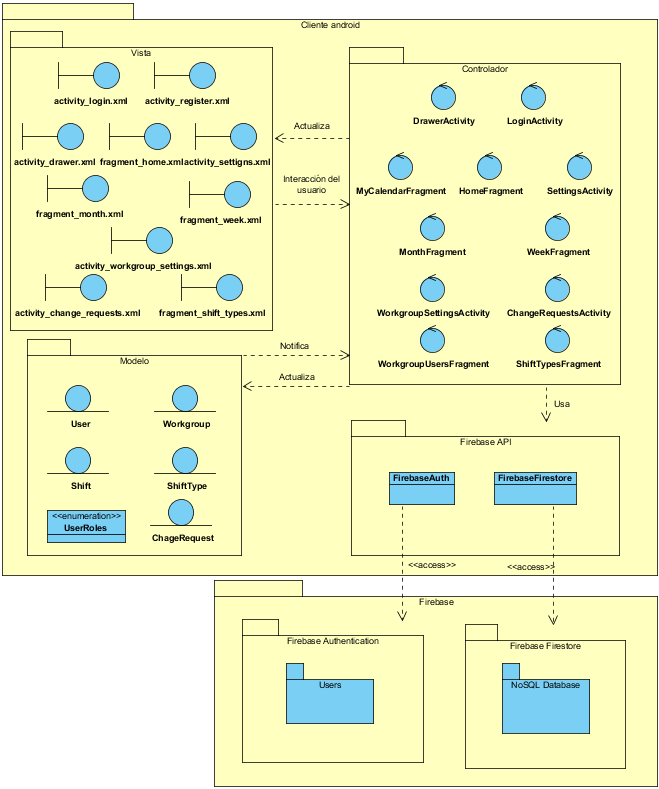 Cliente android
Vista
activity_login.xml
activity_register.xml
activity_drawer.xml
fragment_home.xml
activity_settigns.xml
fragment_month.xml
fragment_week.xml
activity_workgroup_settings.xml
activity_change_requests.xml
fragment_shift_types.xml
Actualiza
Interacciòn del
usuario
Controlador
DrawerActivity
LoginActivity
MyCalendarFragment
HomeFragment
SettingsActivity
MonthFragment
WeekFragment
WorkgroupSettingsActivity
ChangeRequestsActivity
WorkgroupUsersFragment
ShiftTypesFragment
Notifica
Actualiza
Usa
Modelo
User
Workgroup
Shift
ShiftType
<<enumeration>>
UserRoles
ChageRequest
Firebase API
FirebaseAuth
FirebaseFirestore
<<access>>
<<access>>
Firebase
Firebase Authentication
Users
Firebase Firestore
NoSQL Database